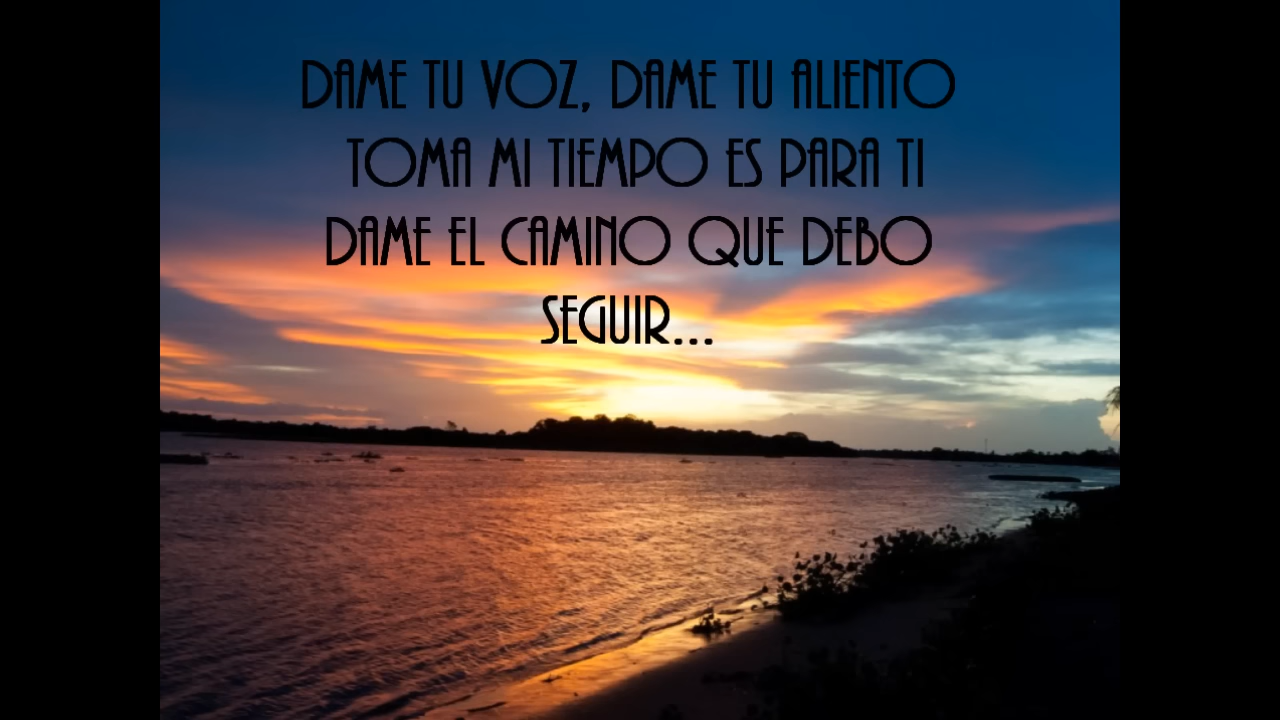 DAME TU VOZ, DAME TU ALIENTO
TOMA MI TIEMPO ES PARA TI
DAME EL CAMINO QUE DEBO
SEGUIR...